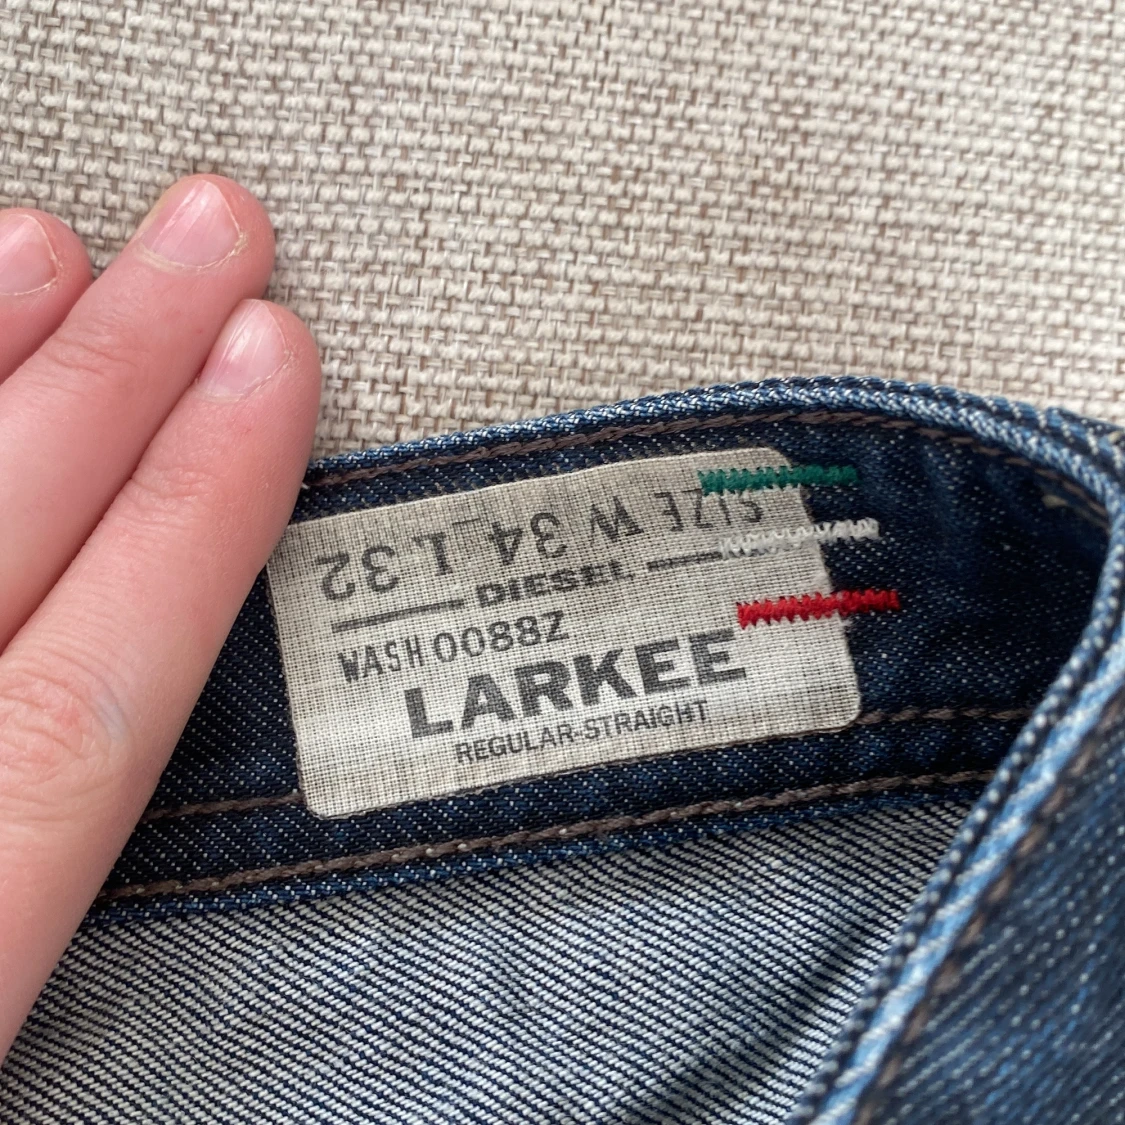 SIZE W 34 L 32
DIESEL
WASH 0088Z
LARKEE
REGULAR-STRAIGHT